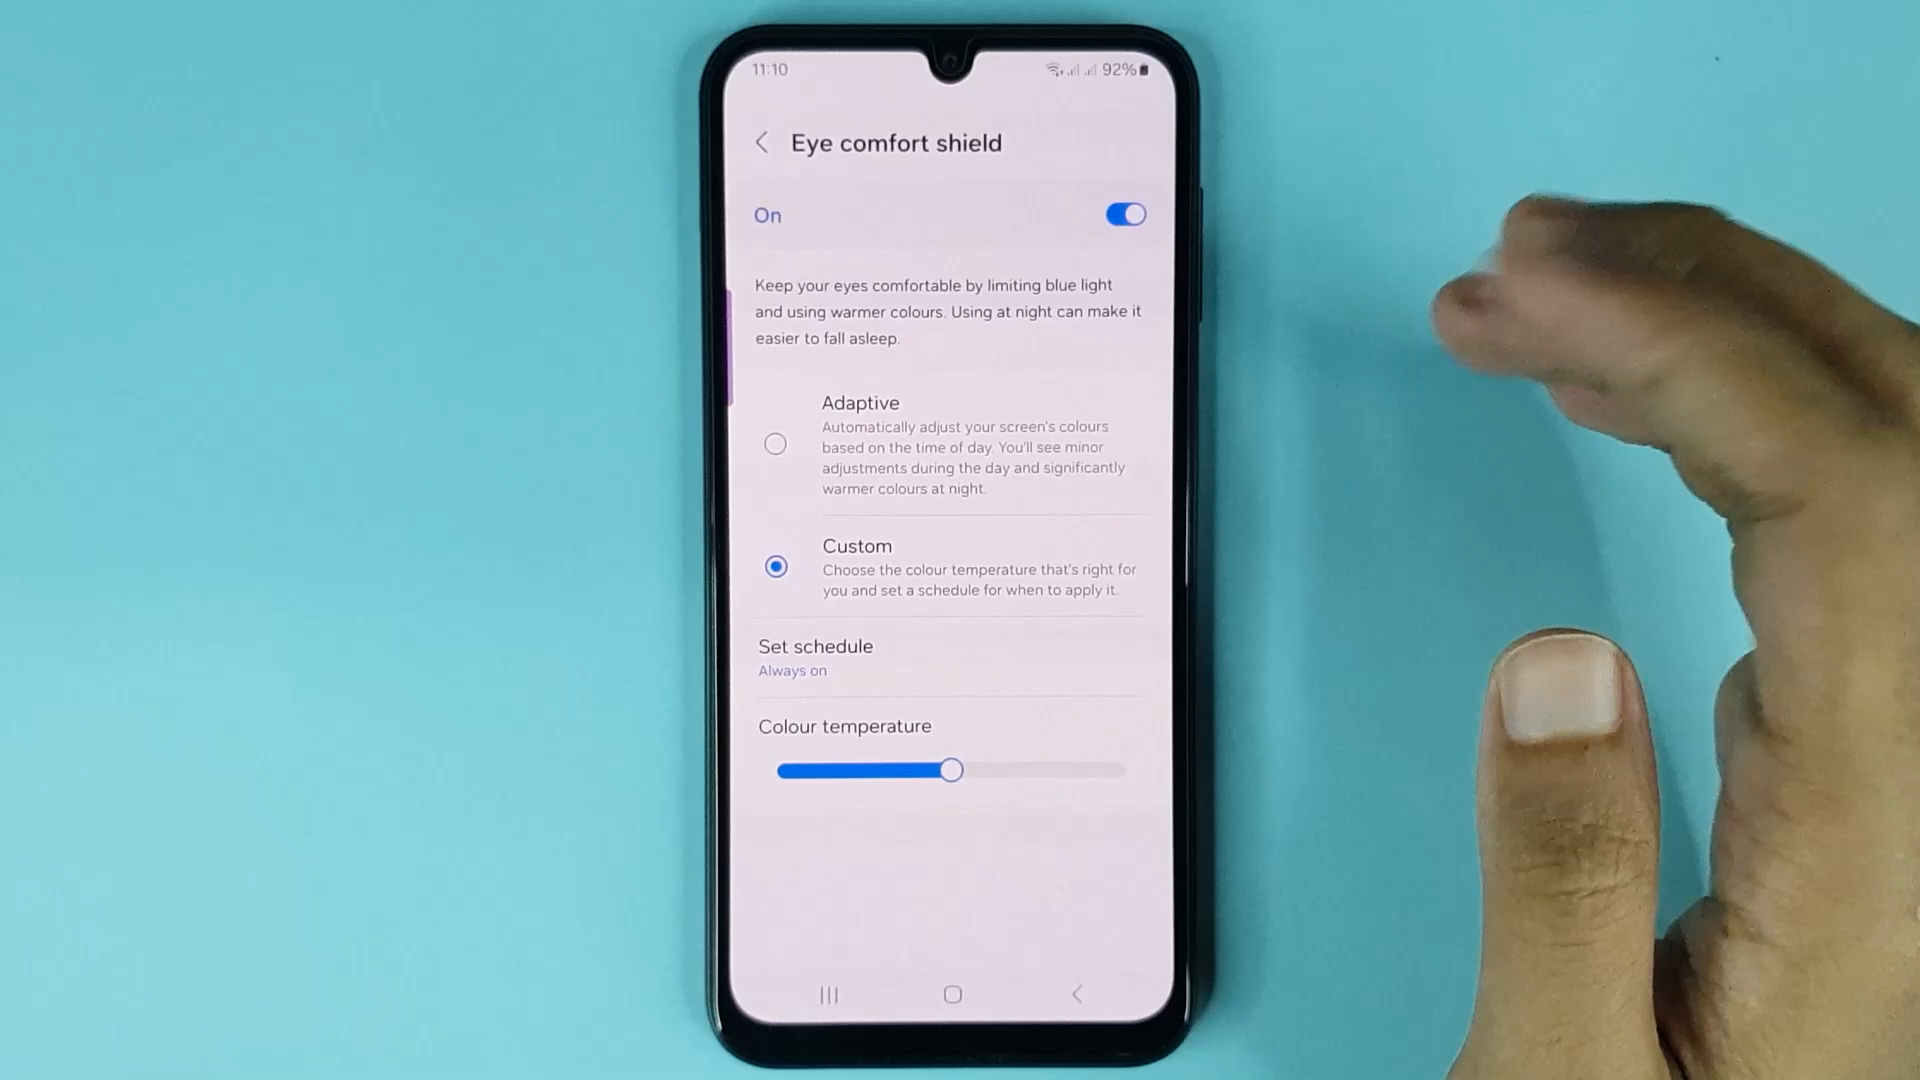 11:10
92%
Eye comfort shield
On
Keep your eyes comfortable by limiting blue light
and using warmer colours. Using at night can make it
easier to fall asleep.
Adaptive
Automatically adjust your screen's colours
based on the time of day. You'll see minor
adjustments during the day and significantly
warmer colours at night.
Custom
Choose the colour temperature that's right for
you and set a schedule for when to apply it.
Set schedule
Always on
Colour temperature